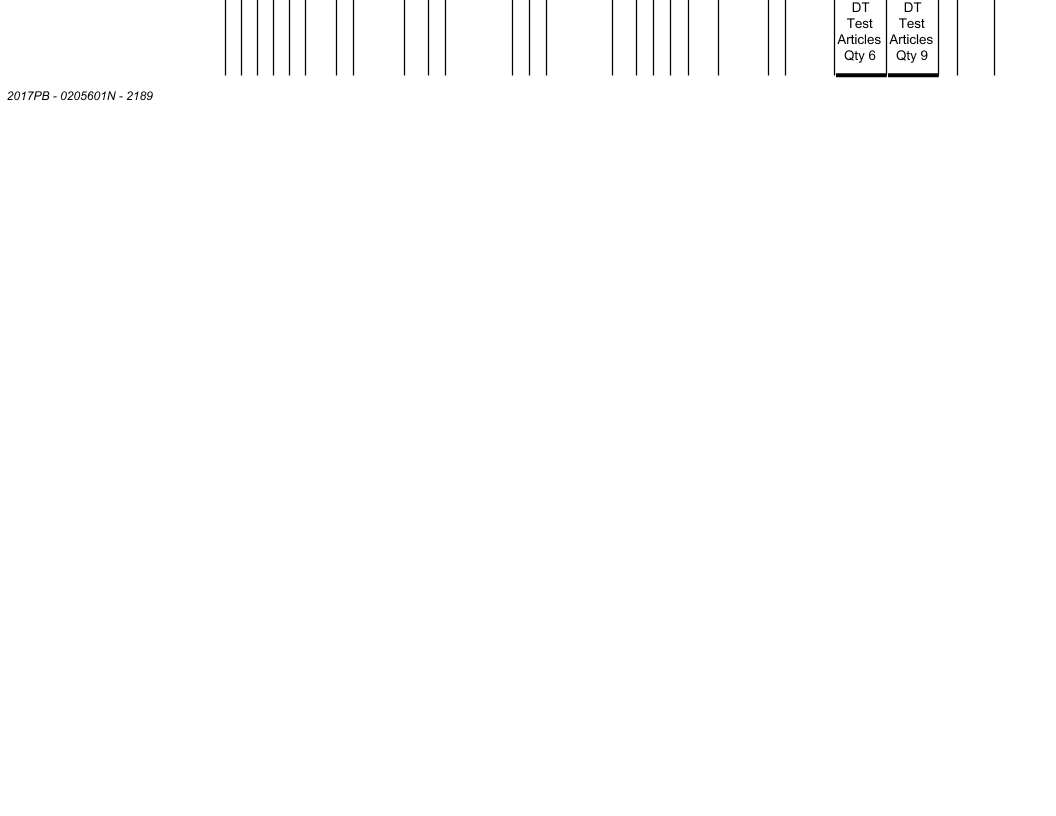 DT
Test
Articles
Qty 6
DT
Test
Articles
Qty 9
2017PB - 0205601N - 2189